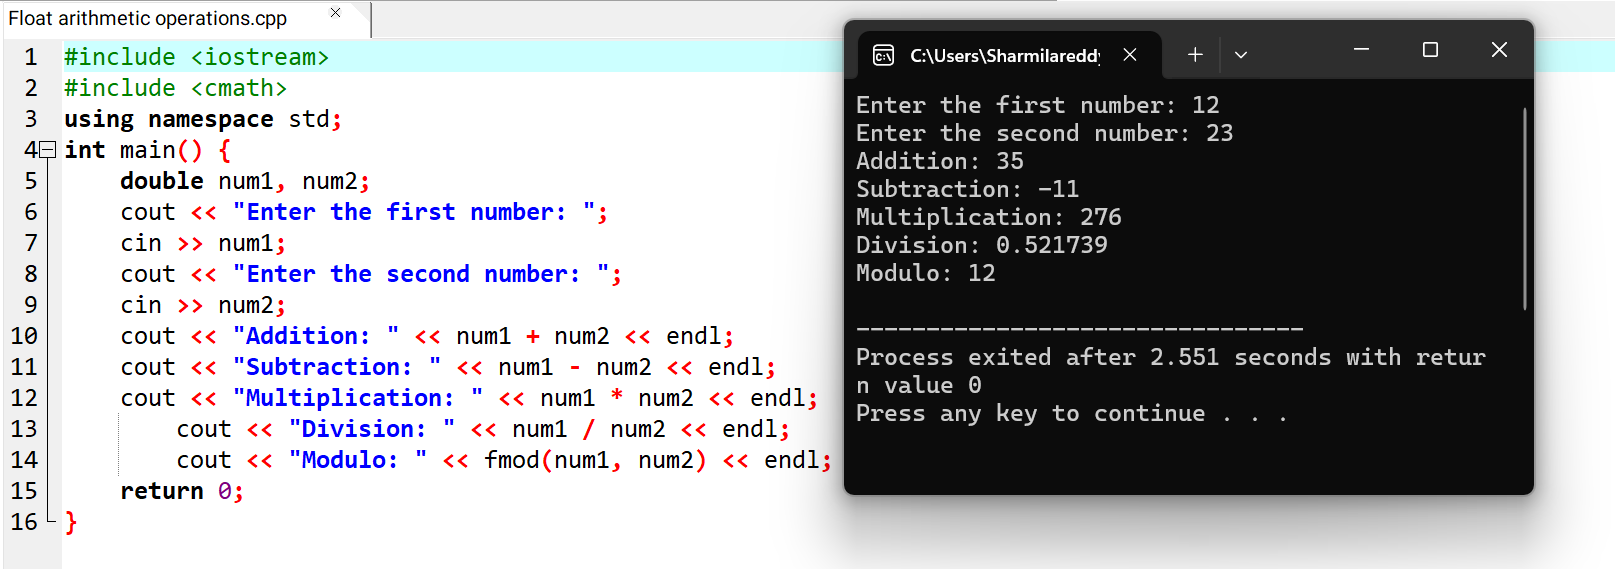 Float arithmetic operations.cpp
1 #include <iostream>
2 #include <cmath>
3 using namespace std;
4 int main() {
5 double num1, num2;
6 cout << "Enter the first number: ";
7 cin >> num1;
8 cout << "Enter the second number: ";
9 cin >> num2;
10 cout << "Addition: " << num1 + num2 << endl;
11 cout << "Subtraction: " << num1 - num2 << endl;
12 cout << "Multiplication: " << num1 * num2 << endl;
13 cout << "Division: " << num1 / num2 << endl;
14 cout << "Modulo: " << fmod(num1, num2) << endl;
15 return 0;
16 }
C:\Users\Sharmilareddy
Enter the first number: 12
Enter the second number: 23
Addition: 35
Subtraction: -11
Multiplication: 276
Division: 0.521739
Modulo: 12
--------------------------------
Process exited after 2.551 seconds with retur
n value 0
Press any key to continue . . .